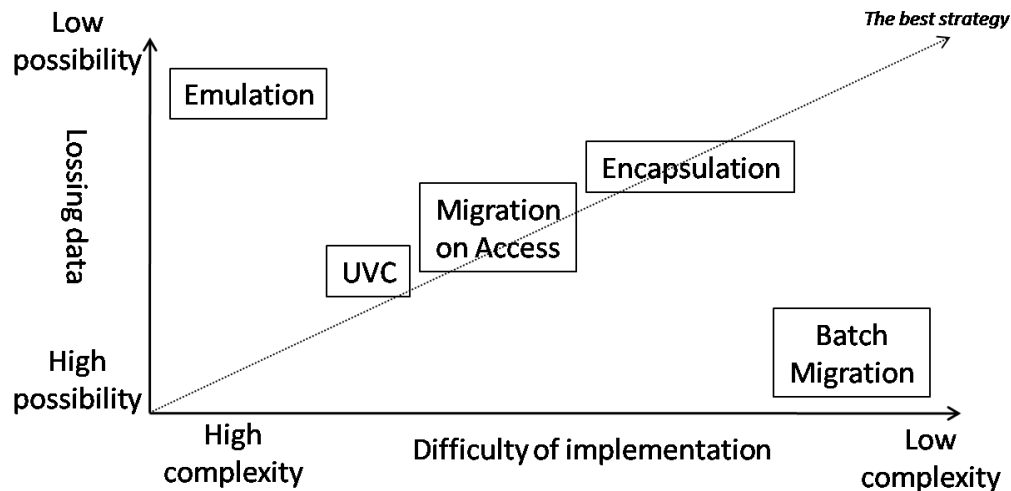 Low
possibility
The best strategy
Emulation
Encapsulation
Lossing data
Migration
on Access
UVC
Batch
Migration
High
possibility
High
complexity
Difficulty of implementation
Low
complexity